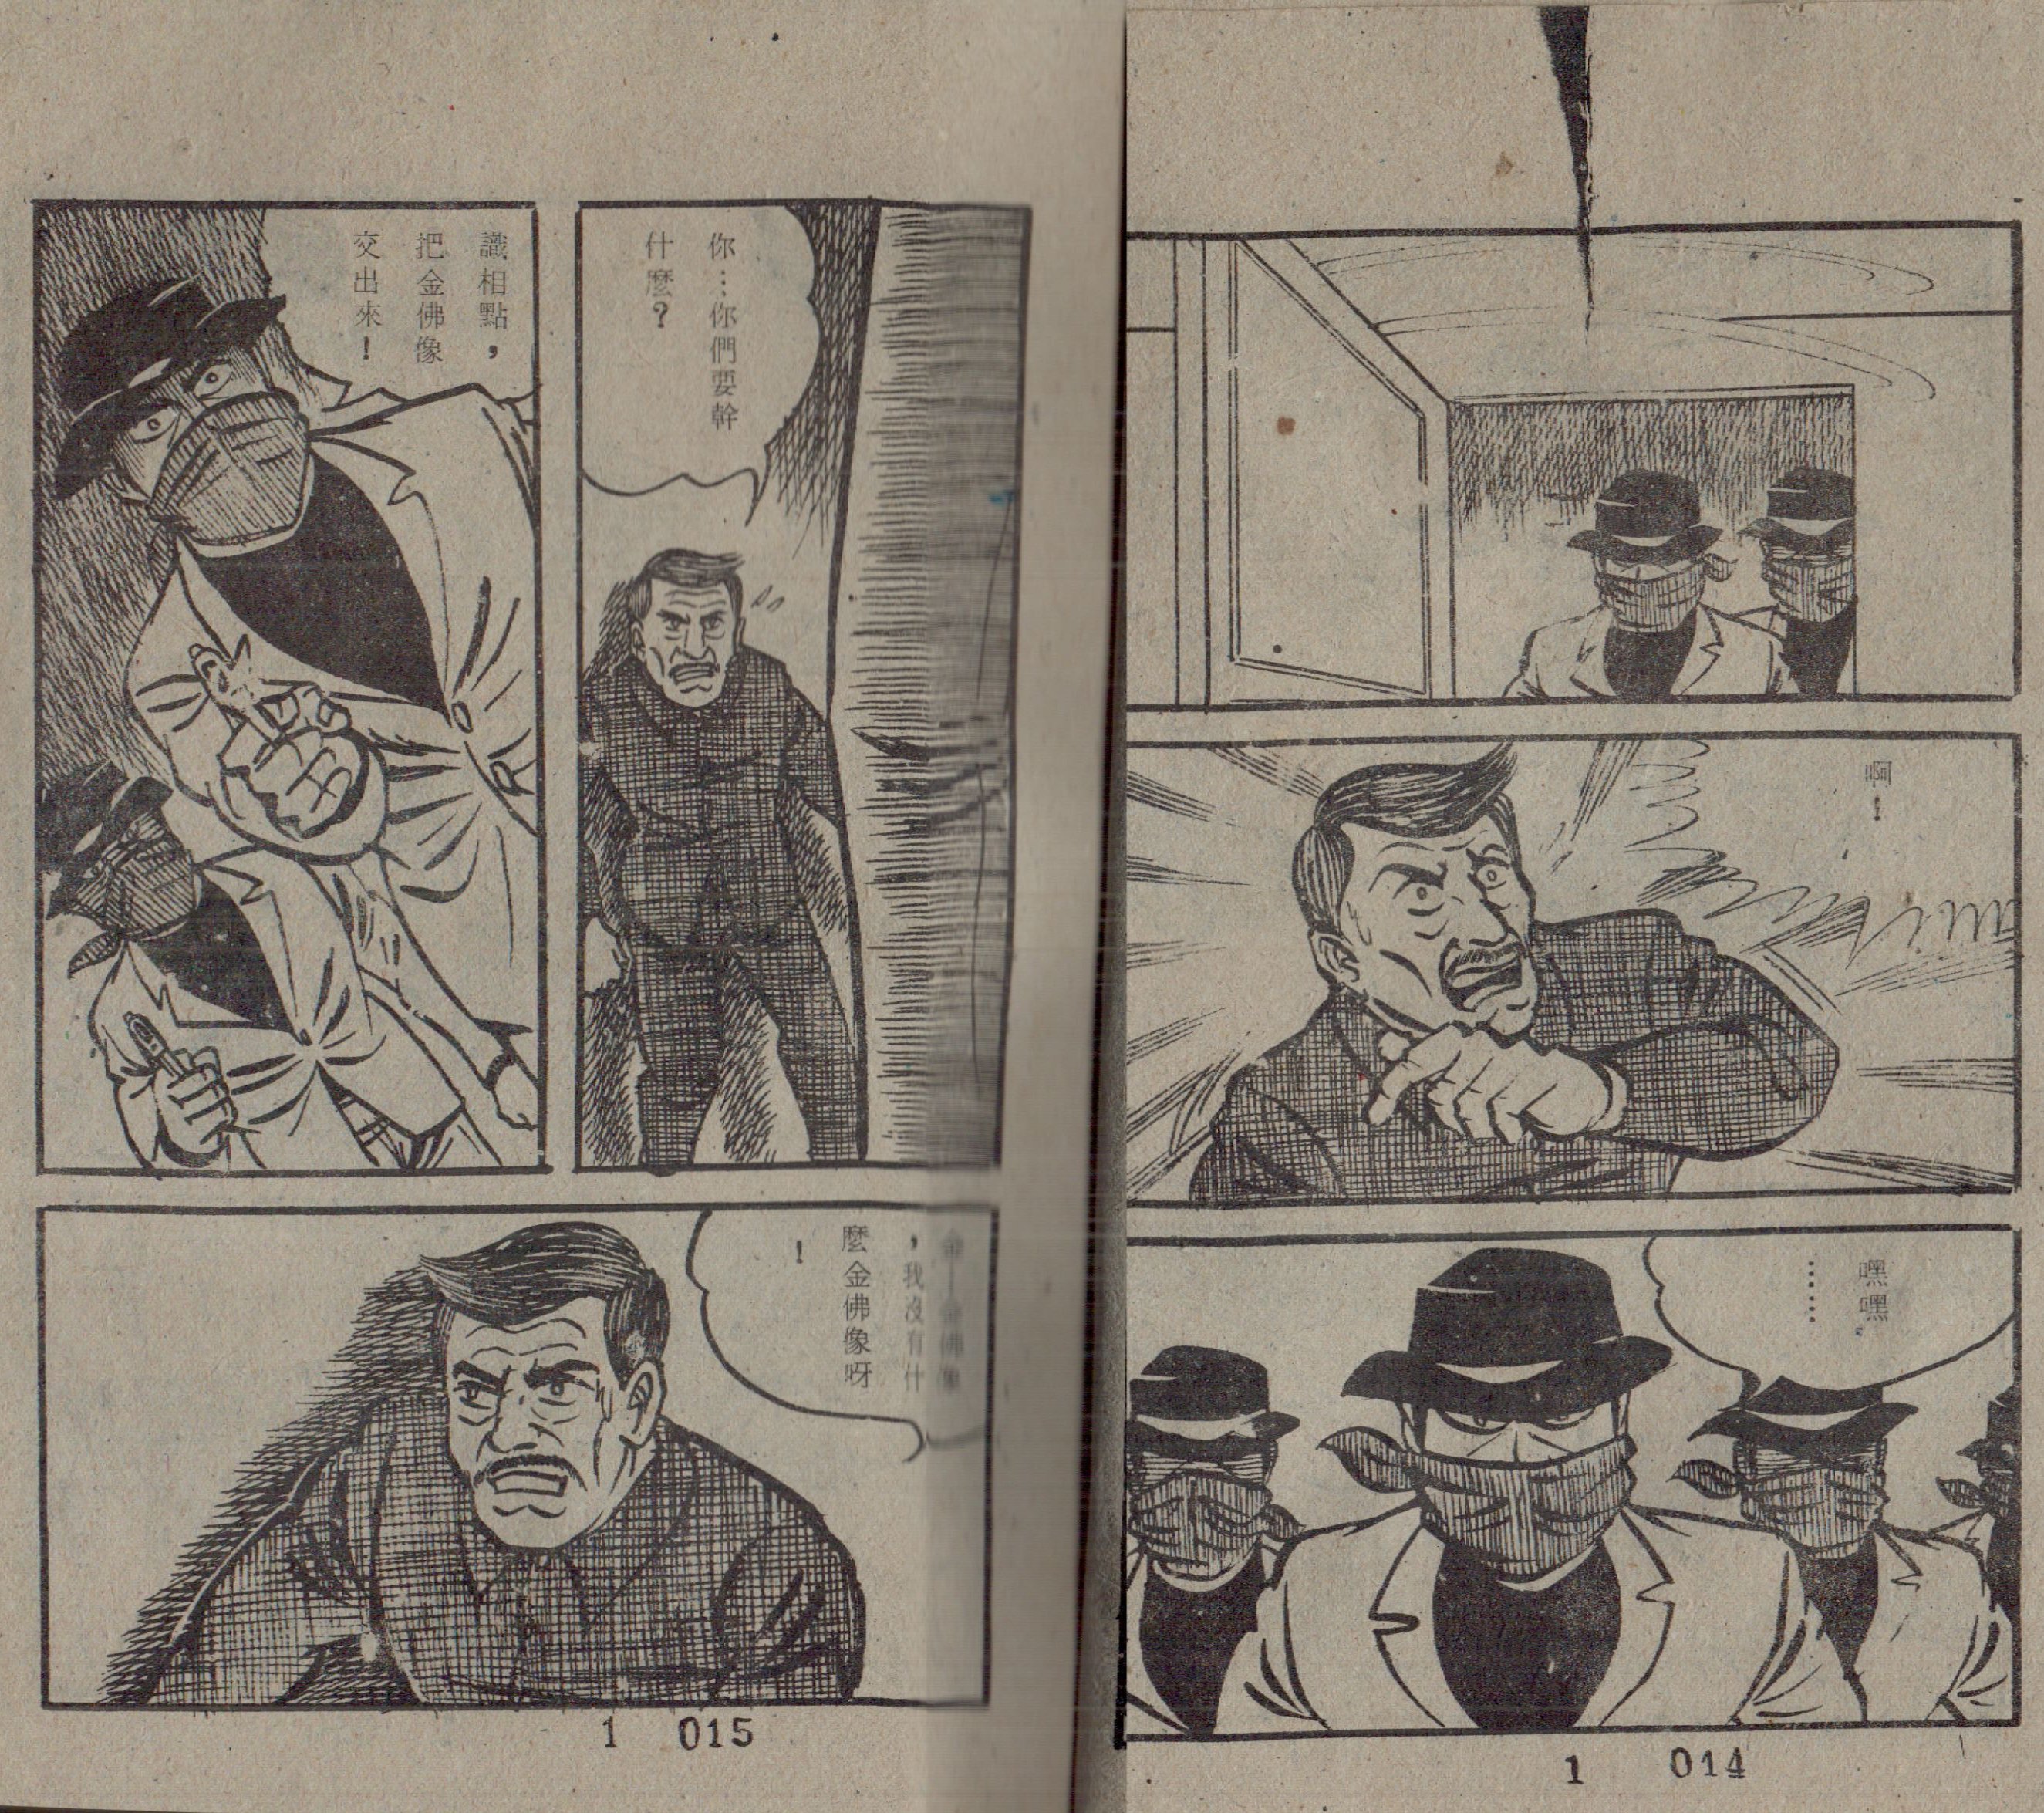 啊！
嘿嘿
……
1 014
你…你們要幹
什麼？
識相點，
把金佛像
交出來！
金—金佛像
，我沒有什
麼金佛像呀
！
1 015